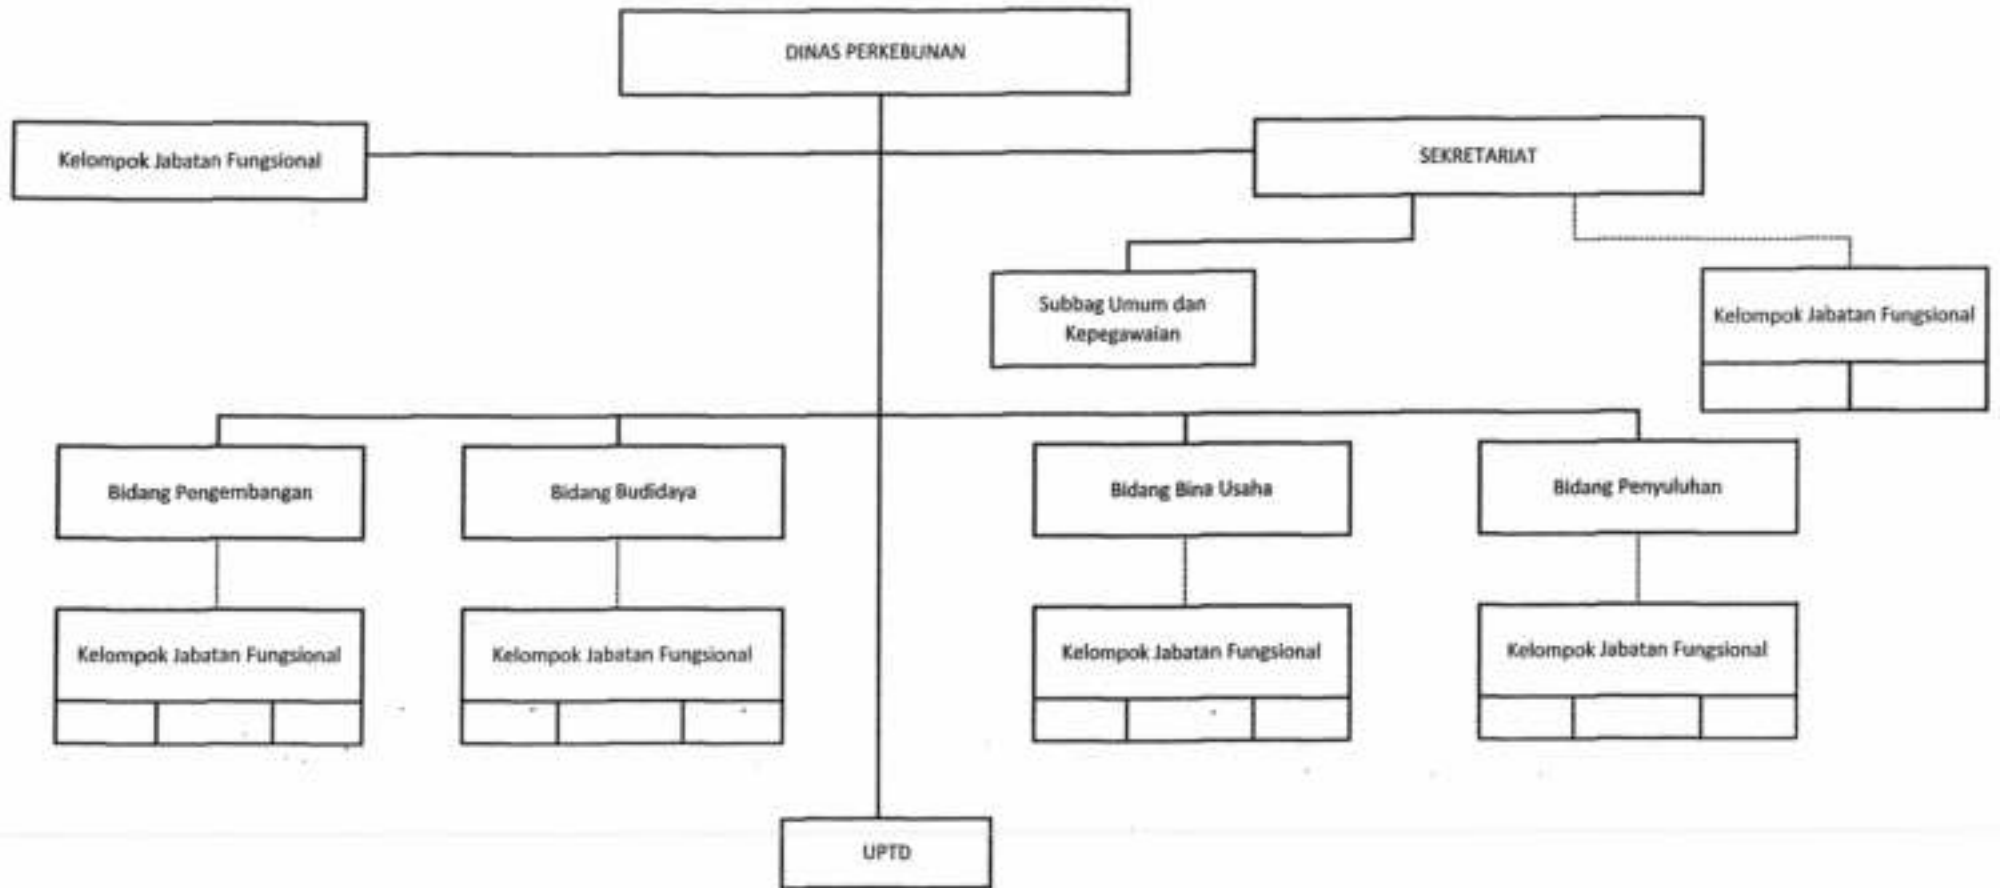 DINAS PERKEBUNAN
Kelompok Jabatan Fungsional
SEKRETARIAT
Subbag Umum dan
Kepegawaian
Kelompok Jabatan Fungsional
Bidang Pengembangan
Bidang Budidaya
Bidang Bina Usaha
Bidang Penyuluhan
Kelompok Jabatan Fungsional
Kelompok Jabatan Fungsional
Kelompok Jabatan Fungsional
Kelompok Jabatan Fungsional
UPTD